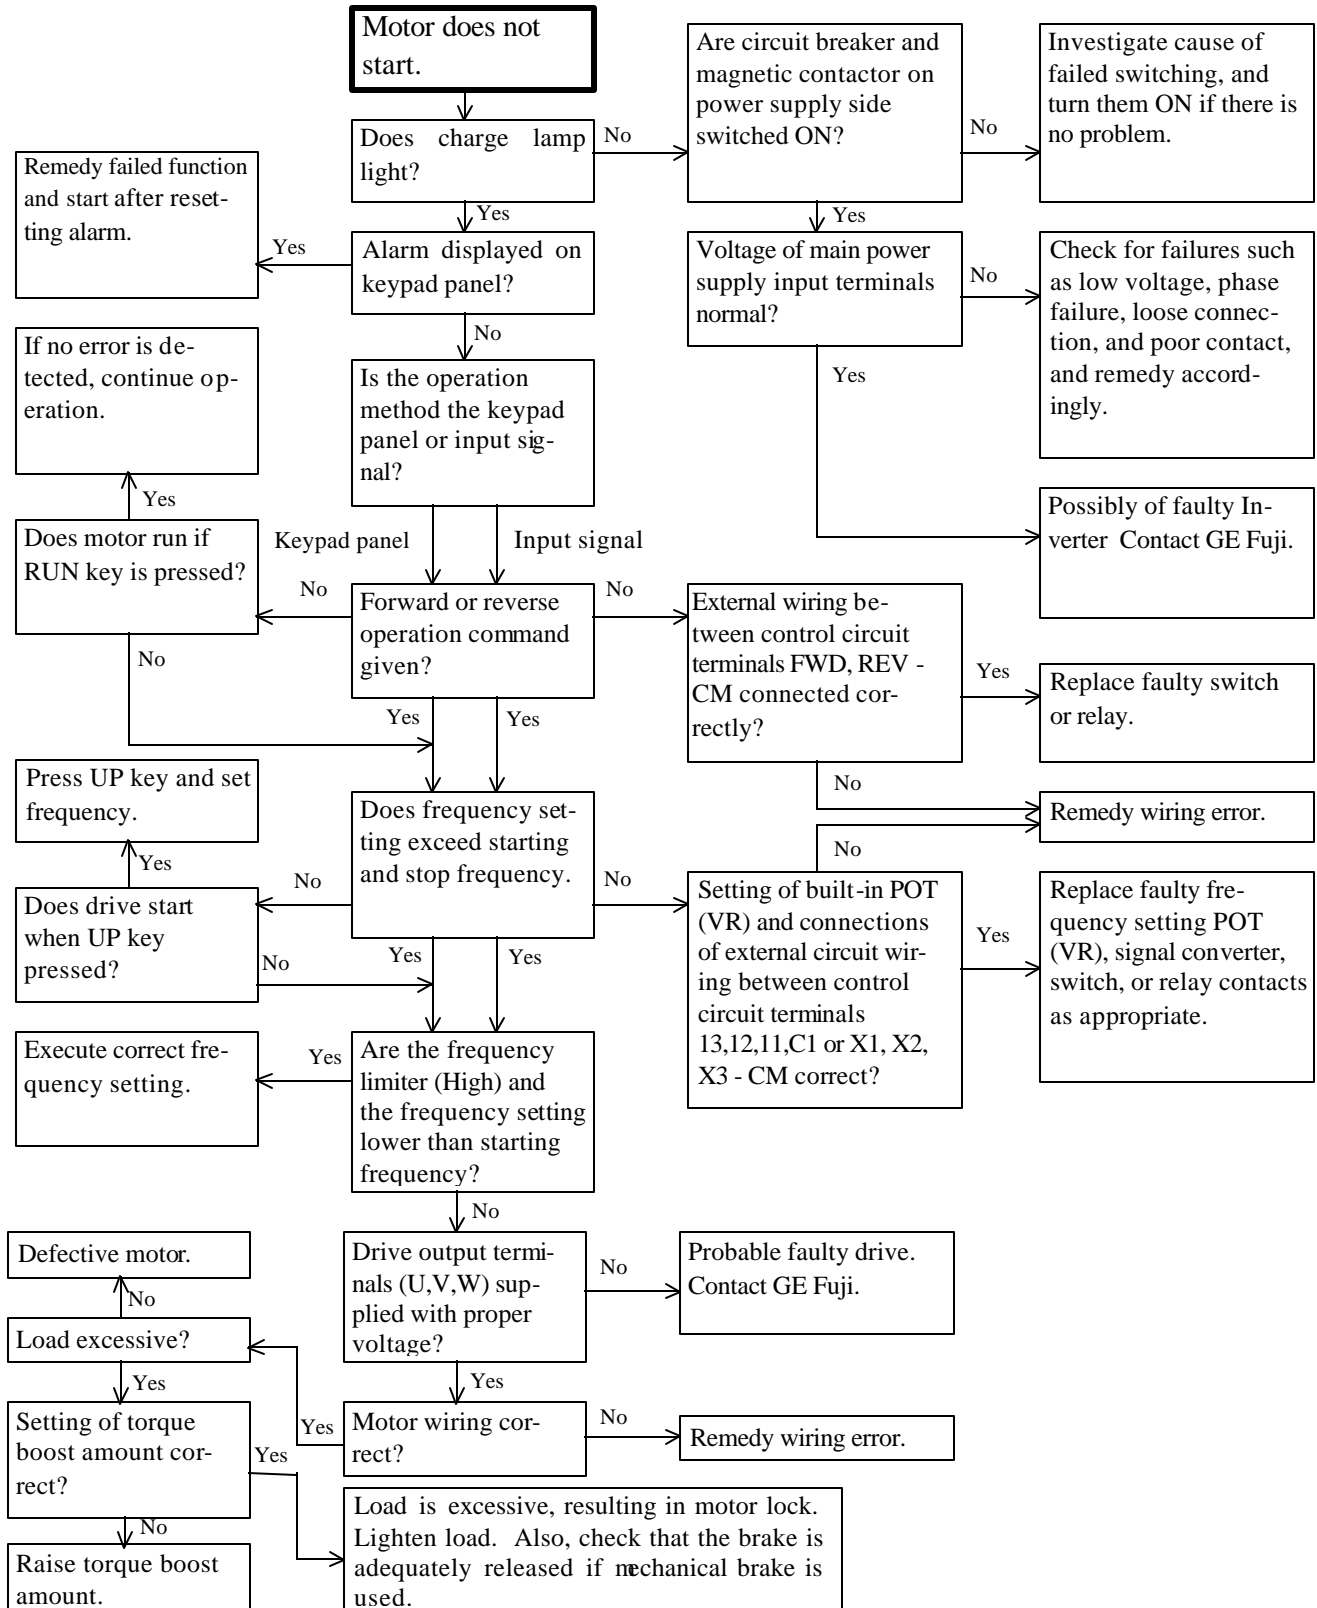 Motor does not
start.
Does charge lamp
light?
No
Are circuit breaker and
magnetic contactor on
power supply side
switched ON?
No
Investigate cause of
failed switching, and
turn them ON if there is
no problem.
Yes
Yes
Remedy failed function
and start after reset-
ting alarm.
Yes
Alarm displayed on
keypad panel?
Voltage of main power
supply input terminals
normal?
No
Check for failures such
as low voltage, phase
failure, loose connec-
tion, and poor contact,
and remedy accord-
ingly.
No
Yes
If no error is de-
tected, continue op-
eration.
Is the operation
method the keypad
panel or input sig-
nal?
Yes
Possibly of faulty In-
verter Contact GE Fuji.
Keypad panel
Input signal
Does motor run if
RUN key is pressed?
No
Forward or reverse
operation command
given?
No
External wiring be-
tween control circuit
terminals FWD, REV -
CM connected cor-
rectly?
Yes
Replace faulty switch
or relay.
No
Yes
Yes
No
Remedy wiring error.
No
Press UP key and set
frequency.
Yes
Does frequency set-
ting exceed starting
and stop frequency.
No
No
Does drive start
when UP key
pressed?
No
Yes
Yes
Setting of built-in POT
(VR) and connections
of external circuit wir-
ing between control
circuit terminals
13,12,11,C1 or X1, X2,
X3 - CM correct?
Yes
Replace faulty fre-
quency setting POT
(VR), signal converter,
switch, or relay contacts
as appropriate.
Execute correct fre-
quency setting.
Yes
Are the frequency
limiter (High) and
the frequency setting
lower than starting
frequency?
No
Defective motor.
No
Drive output termi-
nals (U,V,W) sup-
plied with proper
voltage?
No
Probable faulty drive.
Contact GE Fuji.
Load excessive?
Yes
Yes
Setting of torque
boost amount cor-
rect?
Yes
Yes
Motor wiring cor-
rect?
No
Remedy wiring error.
No
Raise torque boost
amount.
Load is excessive, resulting in motor lock.
Lighten load. Also, check that the brake is
adequately released if mechanical brake is
used.